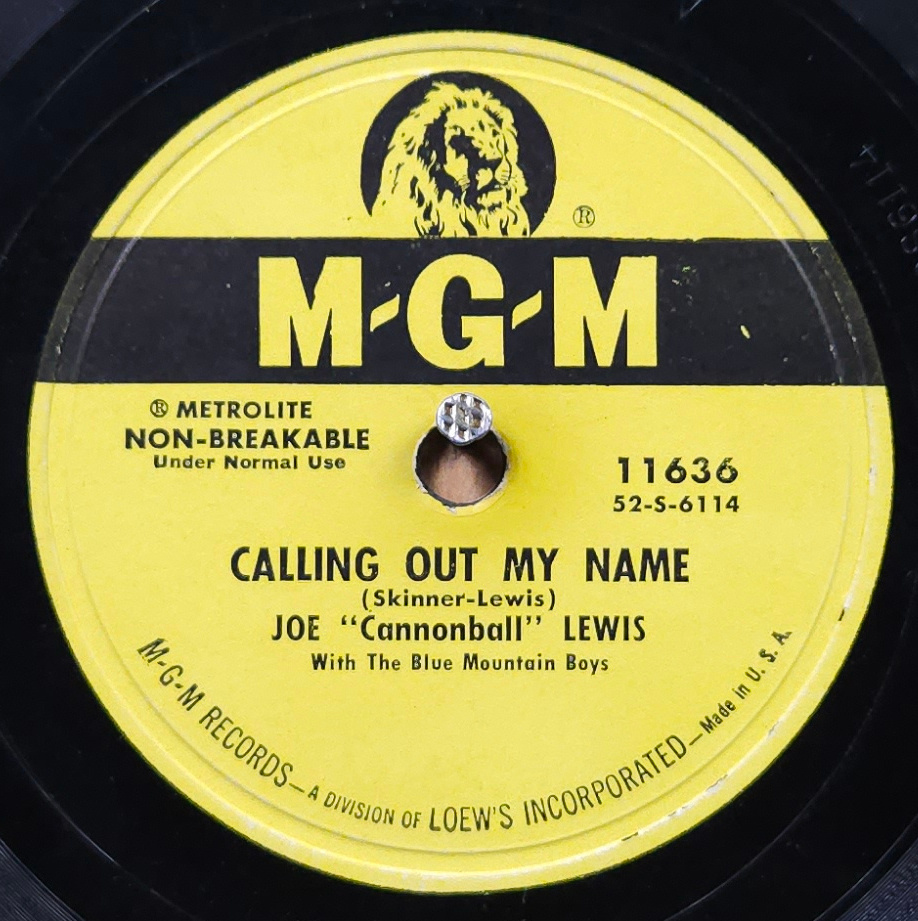 ®
M-G-M
® METROLITE
NON-BREAKABLE
Under Normal Use
11636
52-S-6114
CALLING OUT MY NAME
(Skinner-Lewis)
JOE "Cannonball" LEWIS
With The Blue Mountain Boys
M-G-M RECORDS—A DIVISION OF LOEW'S INCORPORATED—Made in U. S. A.